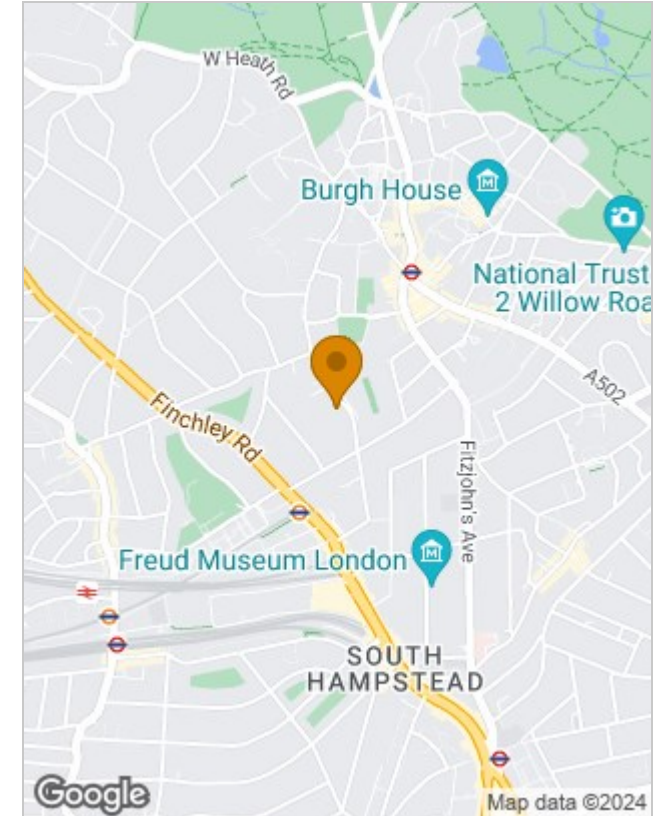 W Heath Rd
Burgh House
National Trust
2 Willow Roa
A502
Finchley Rd
Fitzjohn's Ave
Freud Museum London
SOUTH
HAMPSTEAD
Google
Map data ©2024